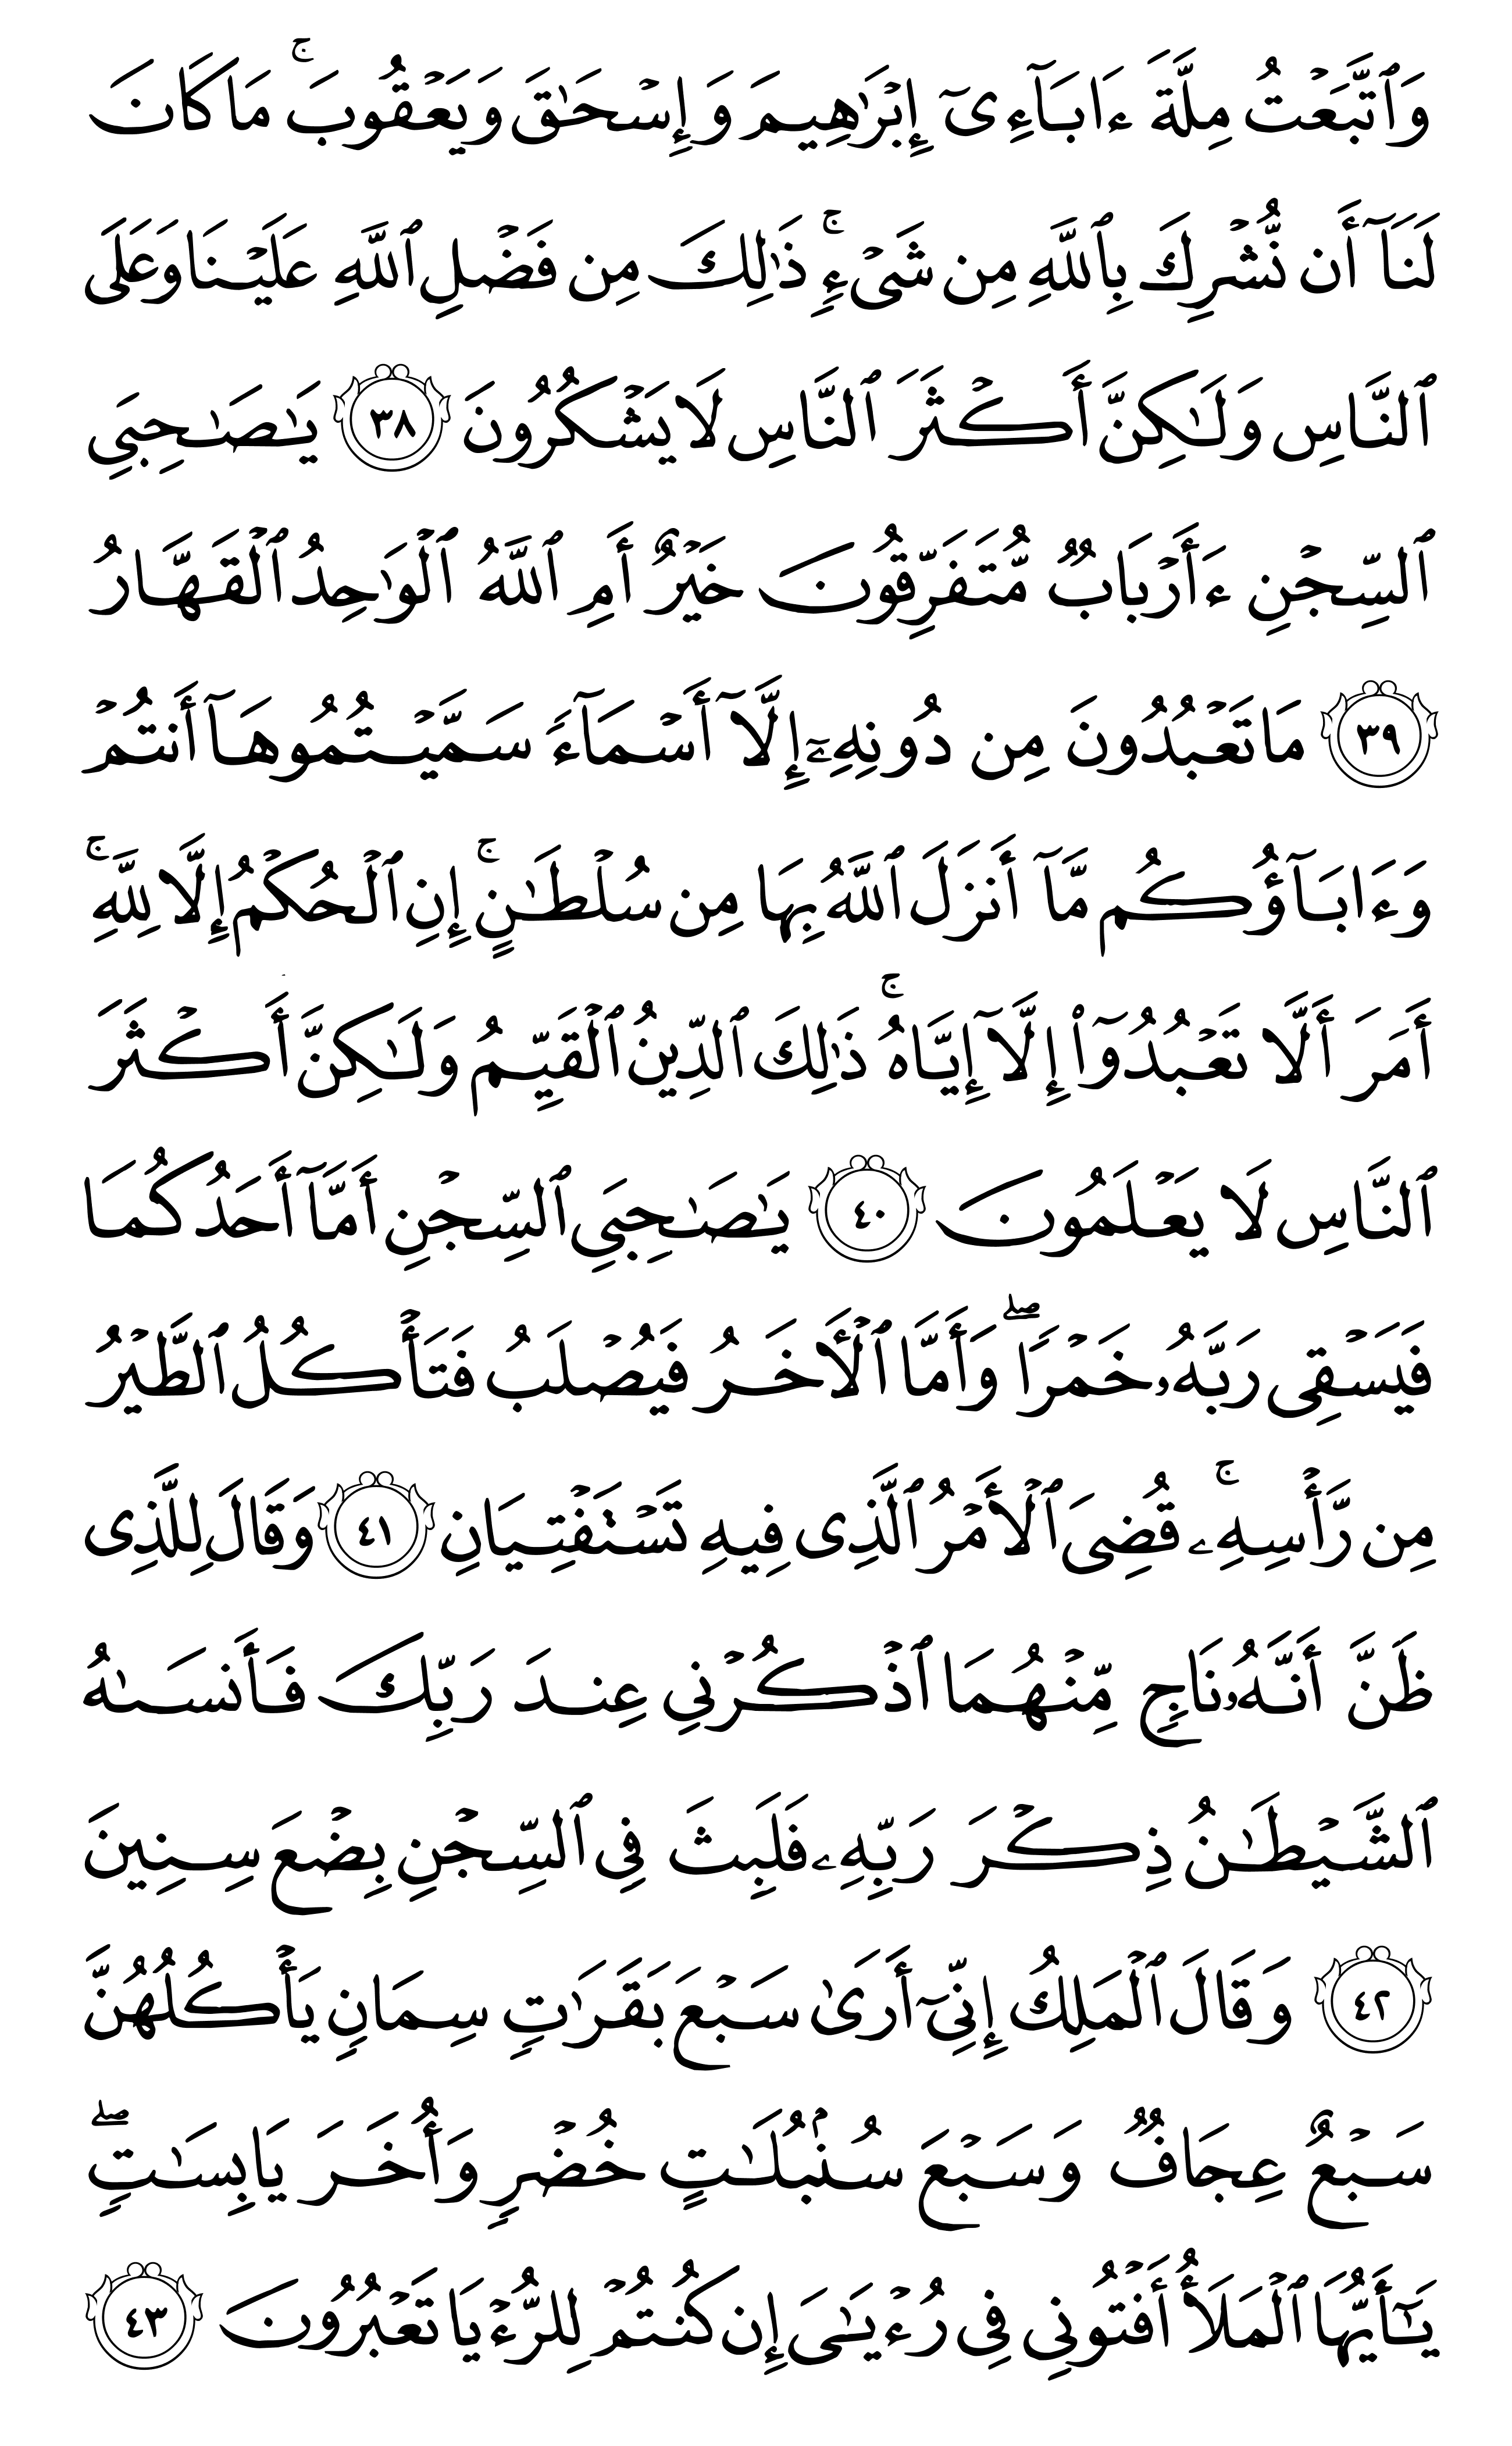 وَٱتَّبَعْتُ مِلَّةَ ءَابَآءِىٓ إِبْرَٰهِيمَ وَإِسْحَٰقَ وَيَعْقُوبَ ۚ مَا كَانَ
لَنَآ أَن نُّشْرِكَ بِٱللَّهِ مِن شَىْءٍ ۚ ذَٰلِكَ مِن فَضْلِ ٱللَّهِ عَلَيْنَا وَعَلَى
ٱلنَّاسِ وَلَٰكِنَّ أَكْثَرَ ٱلنَّاسِ لَا يَشْكُرُونَ ٣٨ يَٰصَٰحِبَىِ
ٱلسِّجْنِ ءَأَرْبَابٌ مُّتَفَرِّقُونَ خَيْرٌ أَمِ ٱللَّهُ ٱلْوَٰحِدُ ٱلْقَهَّارُ
٣٩ مَا تَعْبُدُونَ مِن دُونِهِۦٓ إِلَّآ أَسْمَآءً سَمَّيْتُمُوهَآ أَنتُمْ
وَءَابَآؤُكُم مَّآ أَنزَلَ ٱللَّهُ بِهَا مِن سُلْطَٰنٍ ۚ إِنِ ٱلْحُكْمُ إِلَّا لِلَّهِ ۚ
أَمَرَ أَلَّا تَعْبُدُوٓا۟ إِلَّآ إِيَّاهُ ۚ ذَٰلِكَ ٱلدِّينُ ٱلْقَيِّمُ وَلَٰكِنَّ أَكْثَرَ
ٱلنَّاسِ لَا يَعْلَمُونَ ٤٠ يَٰصَٰحِبَىِ ٱلسِّجْنِ أَمَّآ أَحَدُكُمَا
فَيَسْقِى رَبَّهُۥ خَمْرًا ۖ وَأَمَّا ٱلْأَخَرُ فَيُصْلَبُ فَتَأْكُلُ ٱلطَّيْرُ
مِن رَّأْسِهِۦ ۚ قُضِىَ ٱلْأَمْرُ ٱلَّذِى فِيهِ تَسْتَفْتِيَانِ ٤١ وَقَالَ لِلَّذِى
ظَنَّ أَنَّهُۥ نَاجٍ مِّنْهُمَا ٱذْكُرْنِى عِندَ رَبِّكَ فَأَنسَىٰهُ
ٱلشَّيْطَٰنُ ذِكْرَ رَبِّهِۦ فَلَبِثَ فِى ٱلسِّجْنِ بِضْعَ سِنِينَ
٤٢ وَقَالَ ٱلْمَلِكُ إِنِّىٓ أَرَىٰ سَبْعَ بَقَرَٰتٍ سِمَانٍ يَأْكُلُهُنَّ
سَبْعٌ عِجَافٌ وَسَبْعَ سُنۢبُلَٰتٍ خُضْرٍ وَأُخَرَ يَابِسَٰتٍ ۖ
يَٰٓأَيُّهَا ٱلْمَلَأُ أَفْتُونِى فِى رُءْيَٰىَ إِن كُنتُمْ لِلرُّءْيَا تَعْبُرُونَ ٤٣